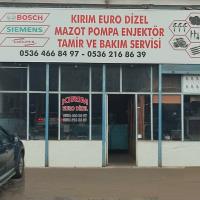 BOSCH
SIEMENS
KIRIM EURO DİZEL
MAZOT POMPA ENJEKTÖR
TAMİR VE BAKIM SERVİSİ
0536 466 84 97 - 0536 216 86 39
KIRIM
EURO DİZEL